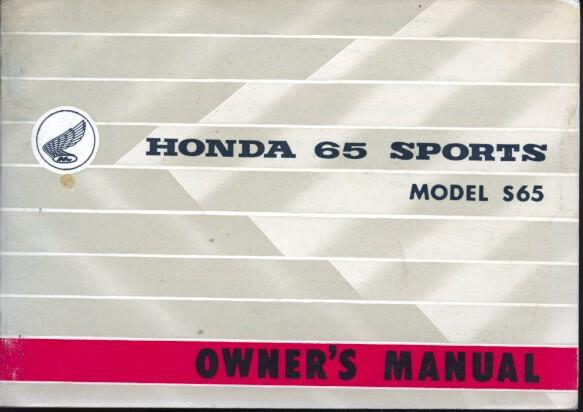 HONDA 65 SPORTS
MODEL S65
OWNER'S MANUAL